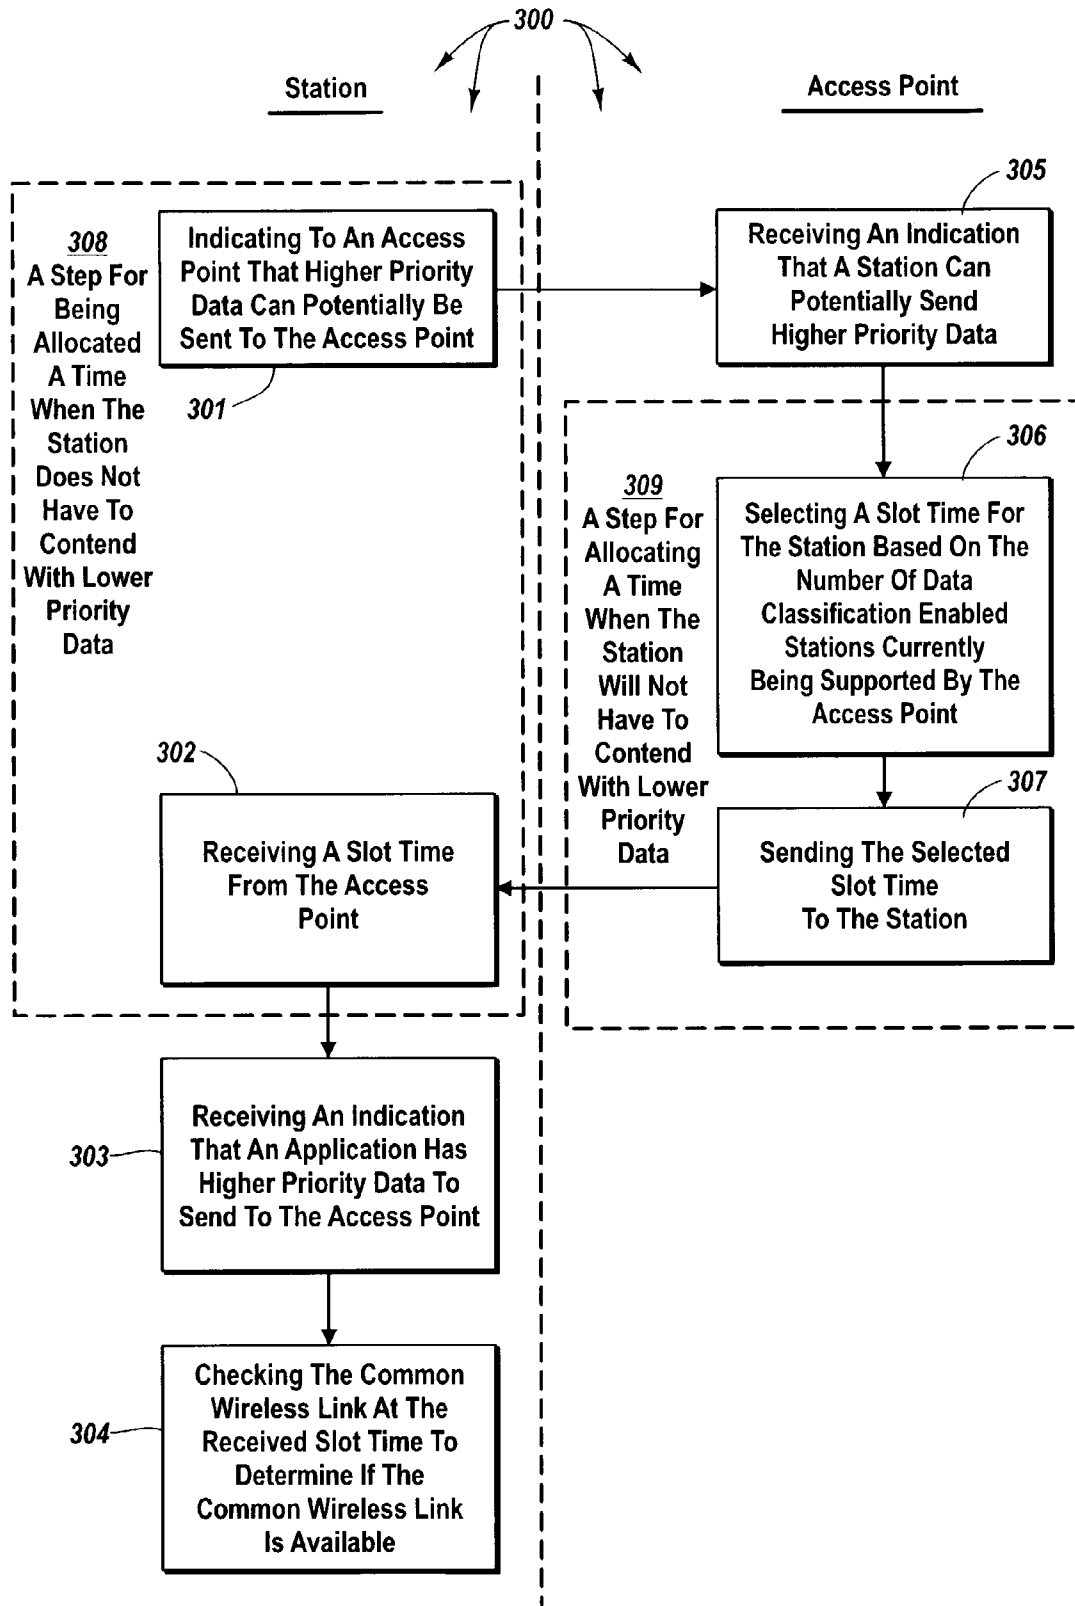 300
Station
Access Point
308
A Step For
Being
Allocated
A Time
When The
Station
Does Not
Have To
Contend
With Lower
Priority
Data
Indicating To An Access
Point That Higher Priority
Data Can Potentially Be
Sent To The Access Point
301
305
Receiving An Indication
That A Station Can
Potentially Send
Higher Priority Data
309
A Step For
Allocating
A Time
When The
Station
Will Not
Have To
Contend
With Lower
Priority
Data
306
Selecting A Slot Time For
The Station Based On The
Number Of Data
Classification Enabled
Stations Currently
Being Supported By The
Access Point
307
Sending The Selected
Slot Time
To The Station
302
Receiving A Slot Time
From The Access
Point
303
Receiving An Indication
That An Application Has
Higher Priority Data To
Send To The Access Point
304
Checking The Common
Wireless Link At The
Received Slot Time To
Determine If The
Common Wireless Link
Is Available